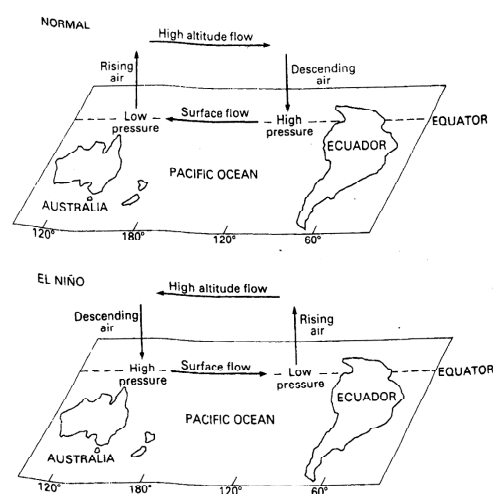 NORMAL
High altitude flow
Rising
air
Descending
air
Low
pressure
Surface flow
High
pressure
EQUATOR
ECUADOR
PACIFIC OCEAN
AUSTRALIA
120°
180°
120°
60°
EL NIÑO
High altitude flow
Descending
air
Rising
air
High
pressure
Surface flow
Low
pressure
EQUATOR
ECUADOR
PACIFIC OCEAN
AUSTRALIA
120°
180°
120°
60°